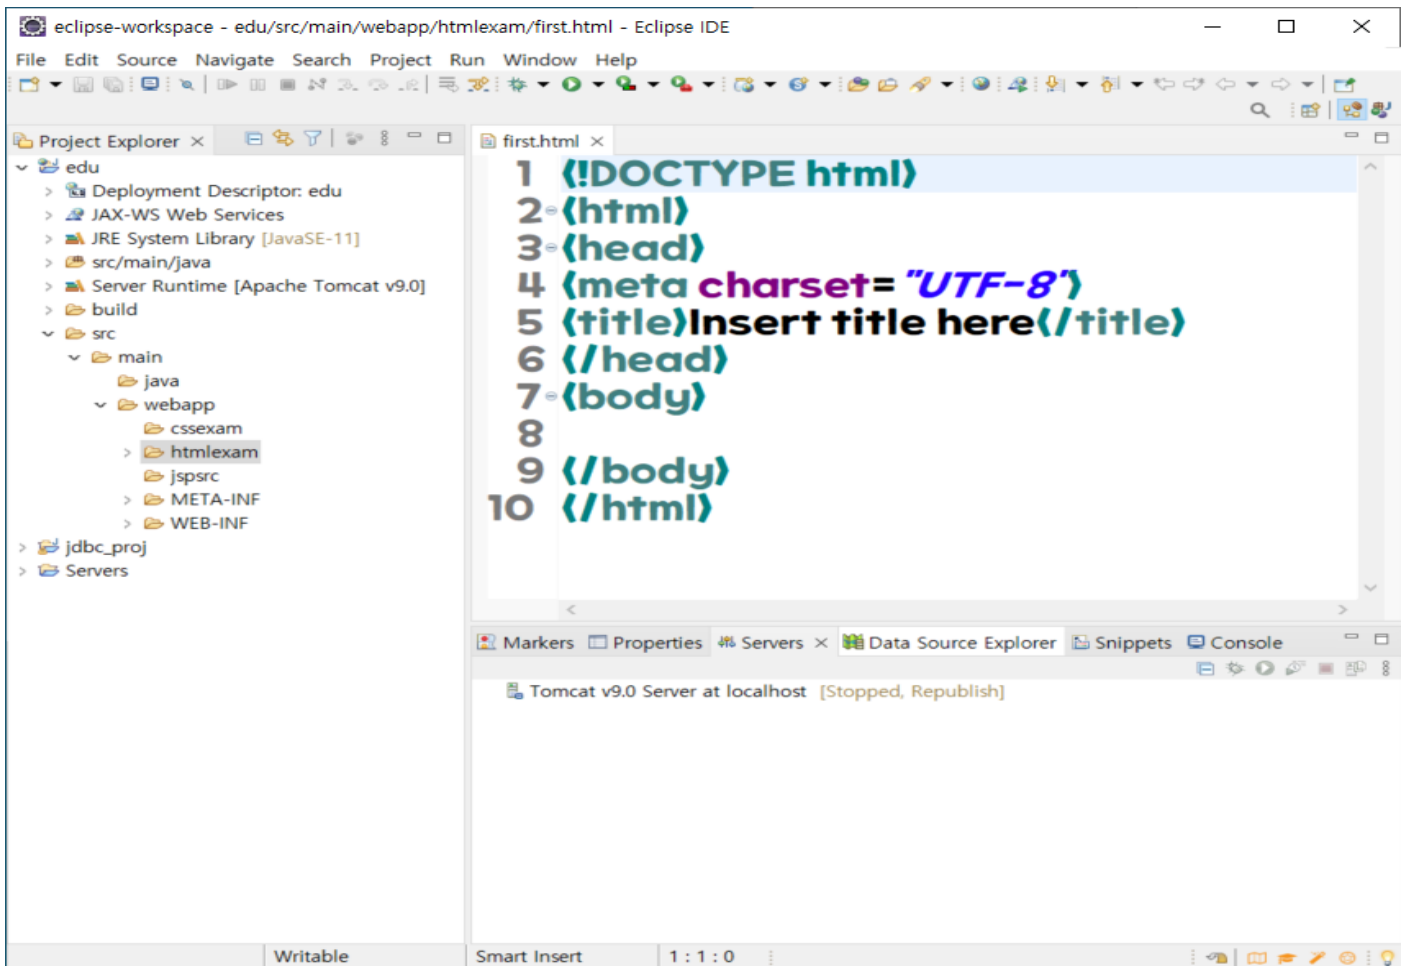 eclipse-workspace - edu/src/main/webapp/htmlexam/first.html - Eclipse IDE
File Edit Source Navigate Search Project Run Window Help
Project Explorer
edu
Deployment Descriptor: edu
JAX-WS Web Services
JRE System Library [JavaSE-11]
src/main/java
Server Runtime [Apache Tomcat v9.0]
build
src
main
java
webapp
cssexam
htmlexam
jspsrc
META-INF
WEB-INF
jdbc_proj
Servers
first.html
1 <!DOCTYPE html>
2 <html>
3 <head>
4 <meta charset="UTF-8">
5 <title>Insert title here</title>
6 </head>
7 <body>
8
9 </body>
10 </html>
Markers Properties Servers Data Source Explorer Snippets Console
Tomcat v9.0 Server at localhost [Stopped, Republish]
Writable Smart Insert 1 : 1 : 0